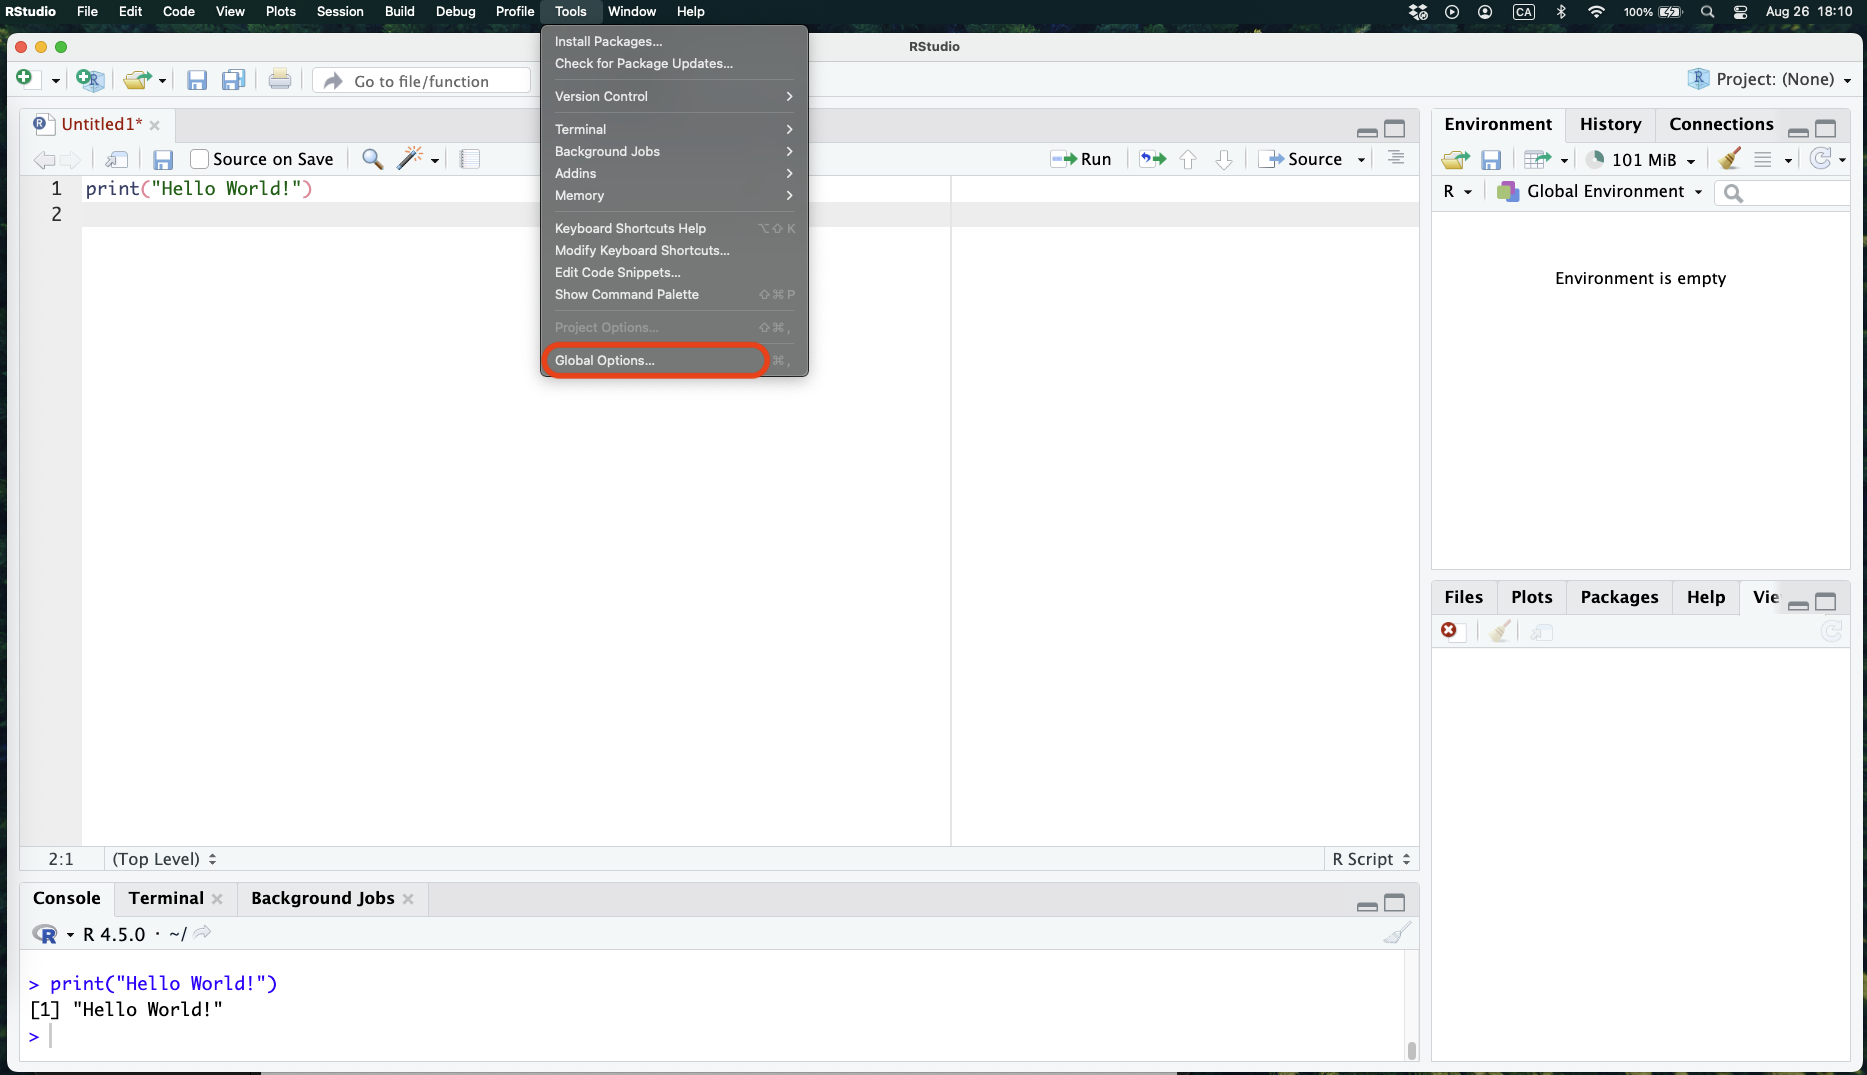 RStudio File Edit Code View Plots Session Build Debug Profile Tools Window Help CA 100% Aug 26 18:10
RStudio
Go to file/function
Project: (None)
Install Packages...
Check for Package Updates...
Version Control
Terminal
Background Jobs
Addins
Memory
Keyboard Shortcuts Help ⌥⇧K
Modify Keyboard Shortcuts...
Edit Code Snippets...
Show Command Palette ⇧⌘P
Project Options... ⇧⌘,
Global Options... ⌘,
Untitled1*
Source on Save
Run
Source
1 print("Hello World!")
2
2:1 (Top Level)
R Script
Console Terminal Background Jobs
R 4.5.0 · ~/
> print("Hello World!")
[1] "Hello World!"
>
Environment History Connections
101 MiB
R Global Environment
Environment is empty
Files Plots Packages Help Vie